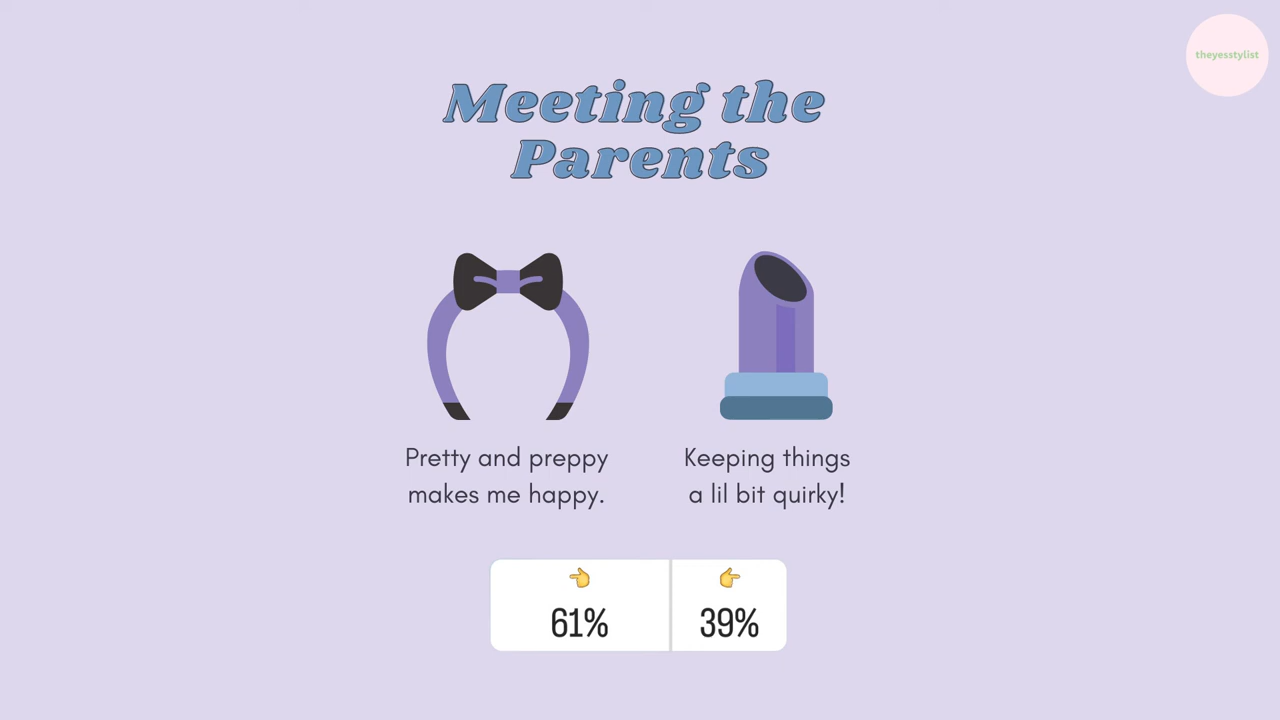 theyesstylist
Meeting the
Parents
Pretty and preppy
makes me happy.
Keeping things
a lil bit quirky!
👈 👉
61% 39%